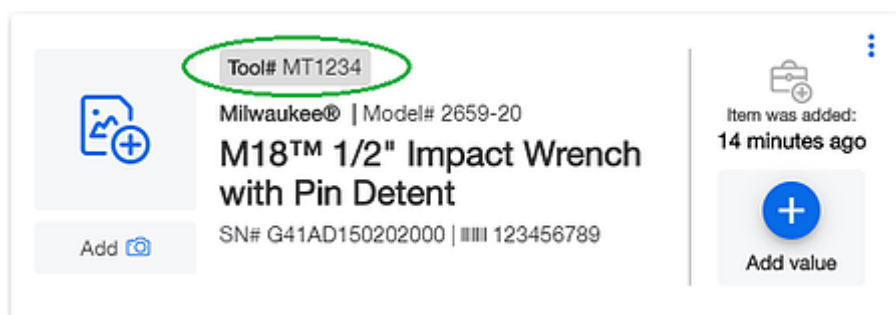 Tool# MT1234
Milwaukee® | Model# 2659-20
M18™ 1/2" Impact Wrench
with Pin Detent
SN# G41AD150202000 | 123456789
Add
Item was added:
14 minutes ago
Add value